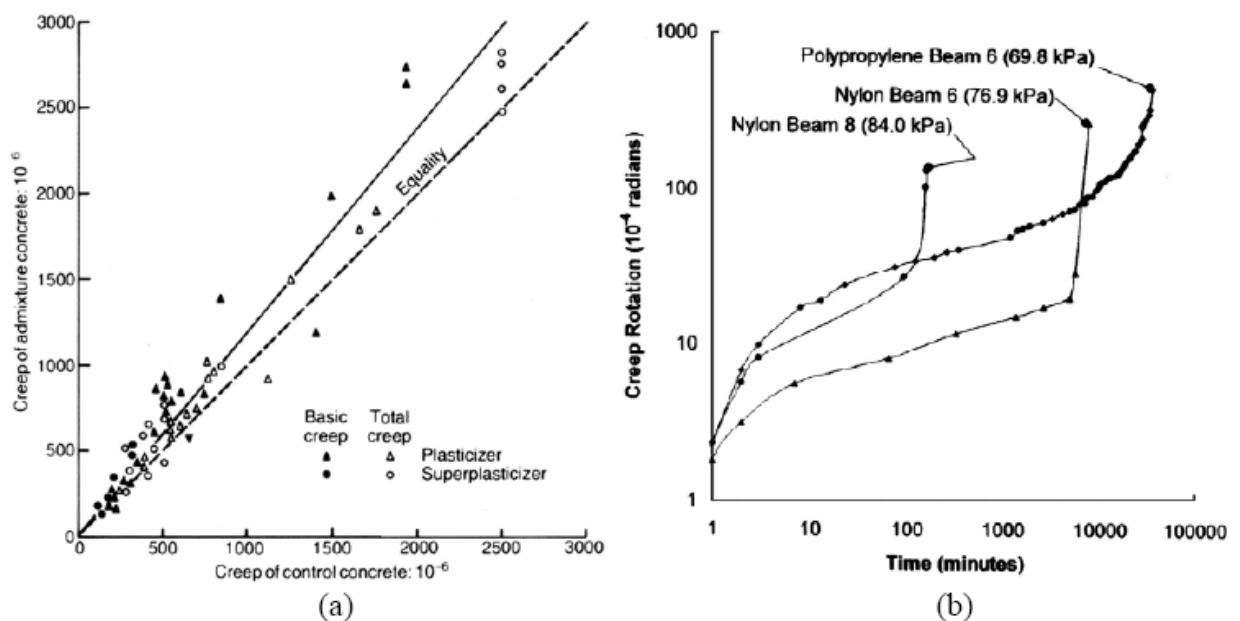 3000
2500
2000
1500
1000
500
0
Creep of admixture concrete: 10⁻⁶
Equality
Basic creep
Total creep
Plasticizer
Superplasticizer
0
500
1000
1500
2000
2500
3000
Creep of control concrete: 10⁻⁶
(a)
1000
100
10
1
Creep Rotation (10⁻⁴ radians)
Polypropylene Beam 6 (69.8 kPa)
Nylon Beam 6 (76.9 kPa)
Nylon Beam 8 (84.0 kPa)
1
10
100
1000
10000
100000
Time (minutes)
(b)